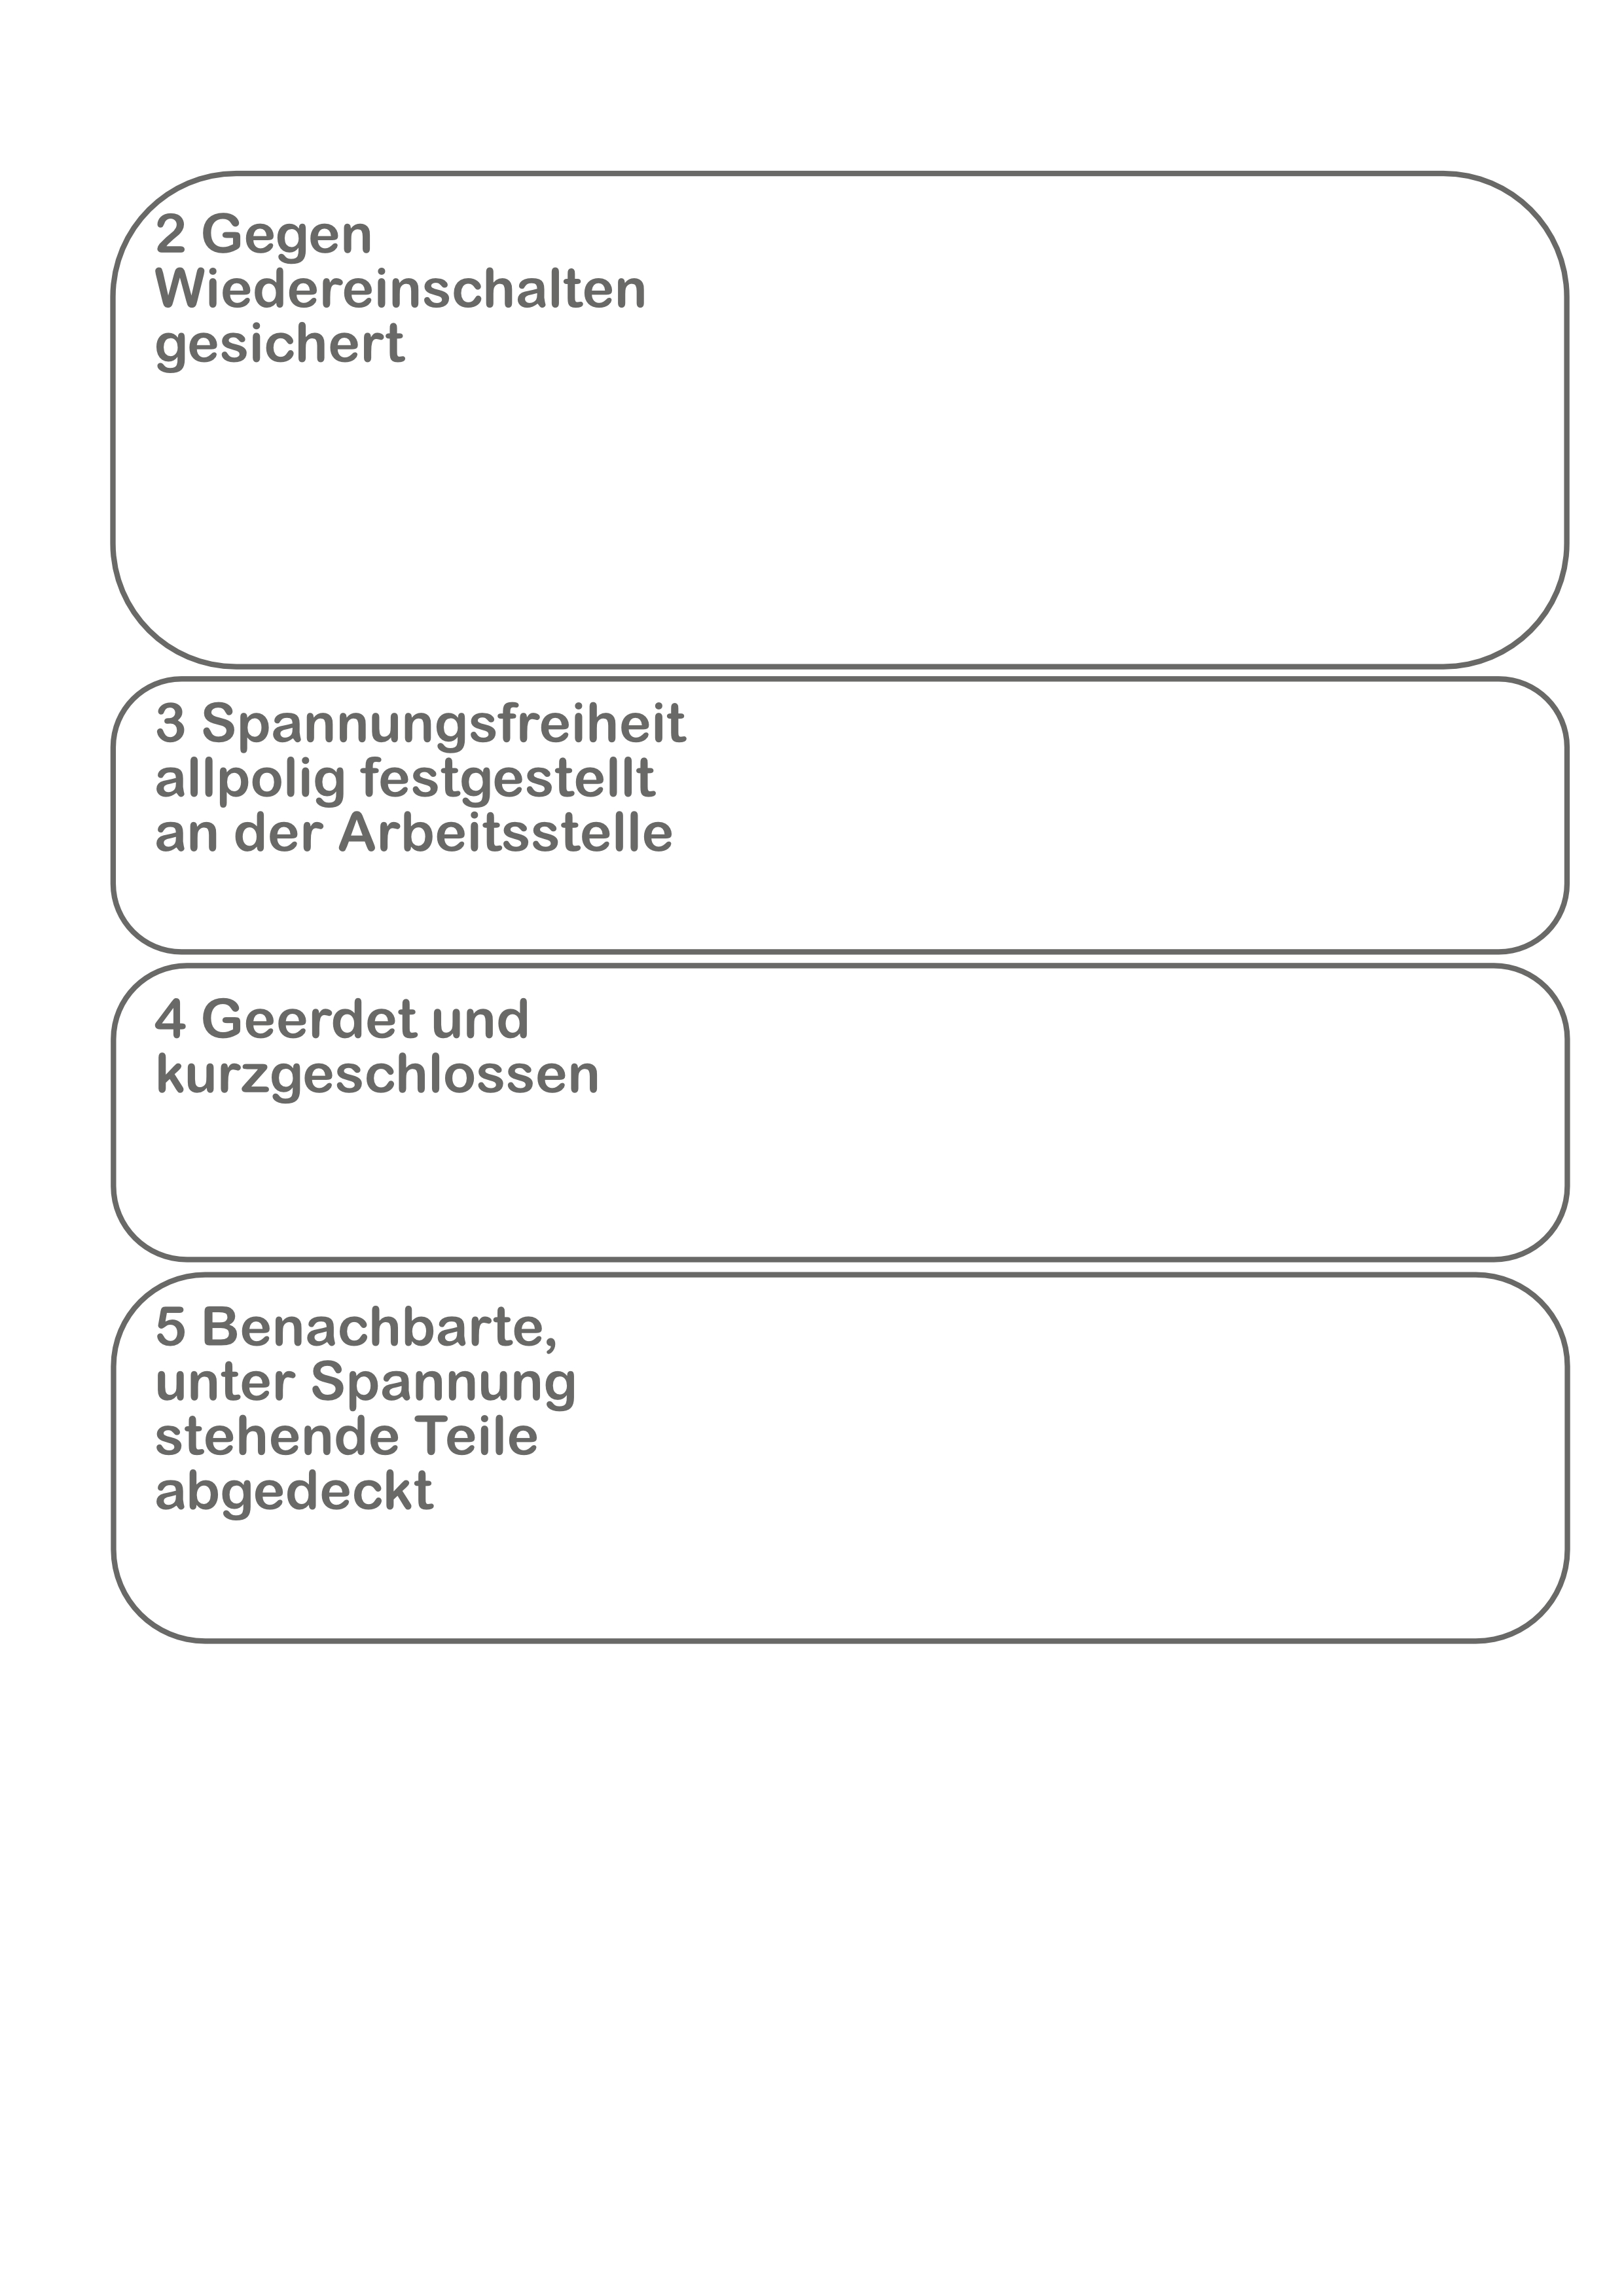 2 Gegen
Wiedereinschalten
gesichert
3 Spannungsfreiheit
allpolig festgestellt
an der Arbeitsstelle
4 Geerdet und
kurzgeschlossen
5 Benachbarte,
unter Spannung
stehende Teile
abgedeckt